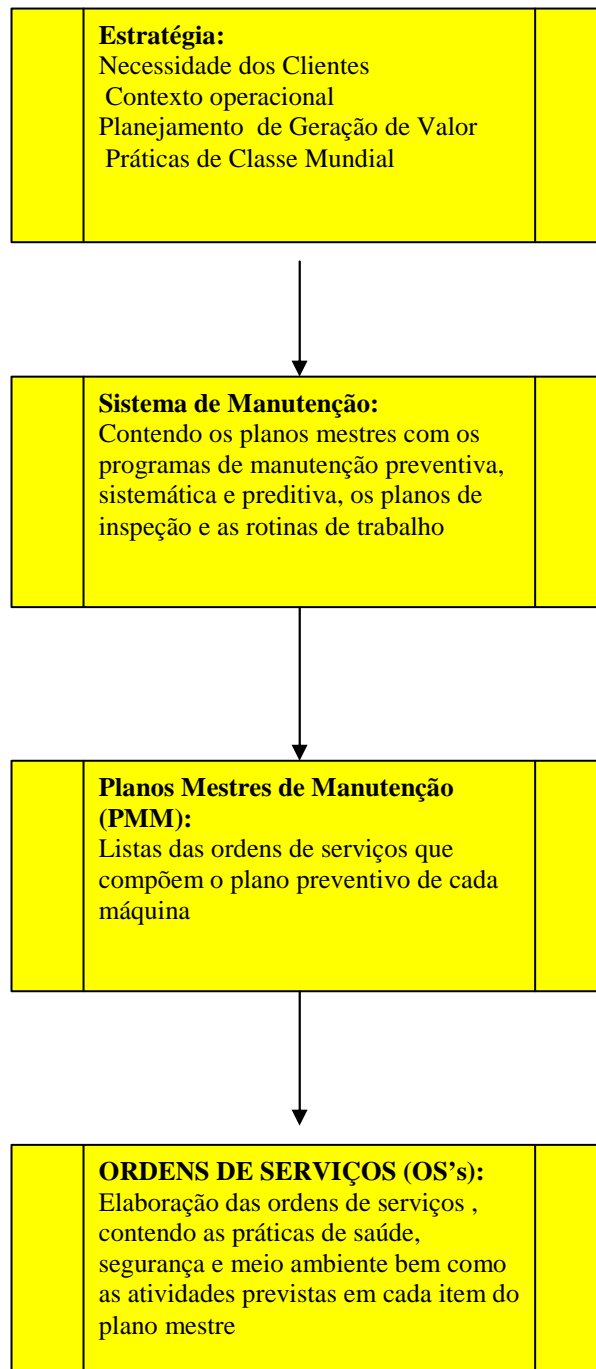 Estratégia:
Necessidade dos Clientes
Contexto operacional
Planejamento  de Geração de Valor
Práticas de Classe Mundial
Sistema de Manutenção:
Contendo os planos mestres com os
programas de manutenção preventiva,
sistemática e preditiva, os planos de
inspeção e as rotinas de trabalho
Planos Mestres de Manutenção
(PMM):
Listas das ordens de serviços que
compõem o plano preventivo de cada
máquina
ORDENS DE SERVIÇOS (OS’s):
Elaboração das ordens de serviços ,
contendo as práticas de saúde,
segurança e meio ambiente bem como
as atividades previstas em cada item do
plano mestre